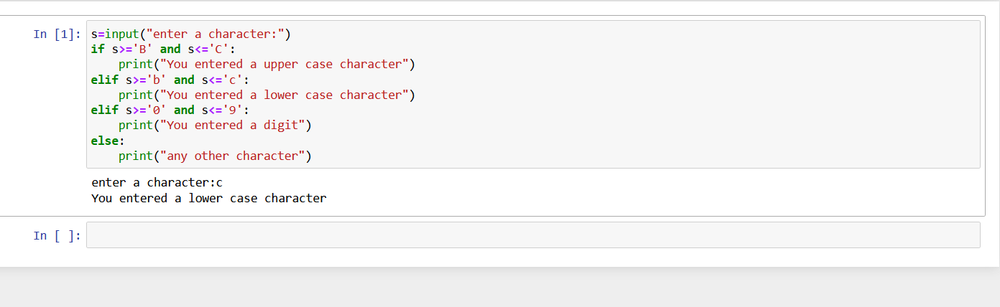 In [1]: s=input("enter a character:")
if s>='B' and s<='C':
    print("You entered a upper case character")
elif s>='b' and s<='c':
    print("You entered a lower case character")
elif s>='0' and s<='9':
    print("You entered a digit")
else:
    print("any other character")
enter a character:c
You entered a lower case character
In [ ]: